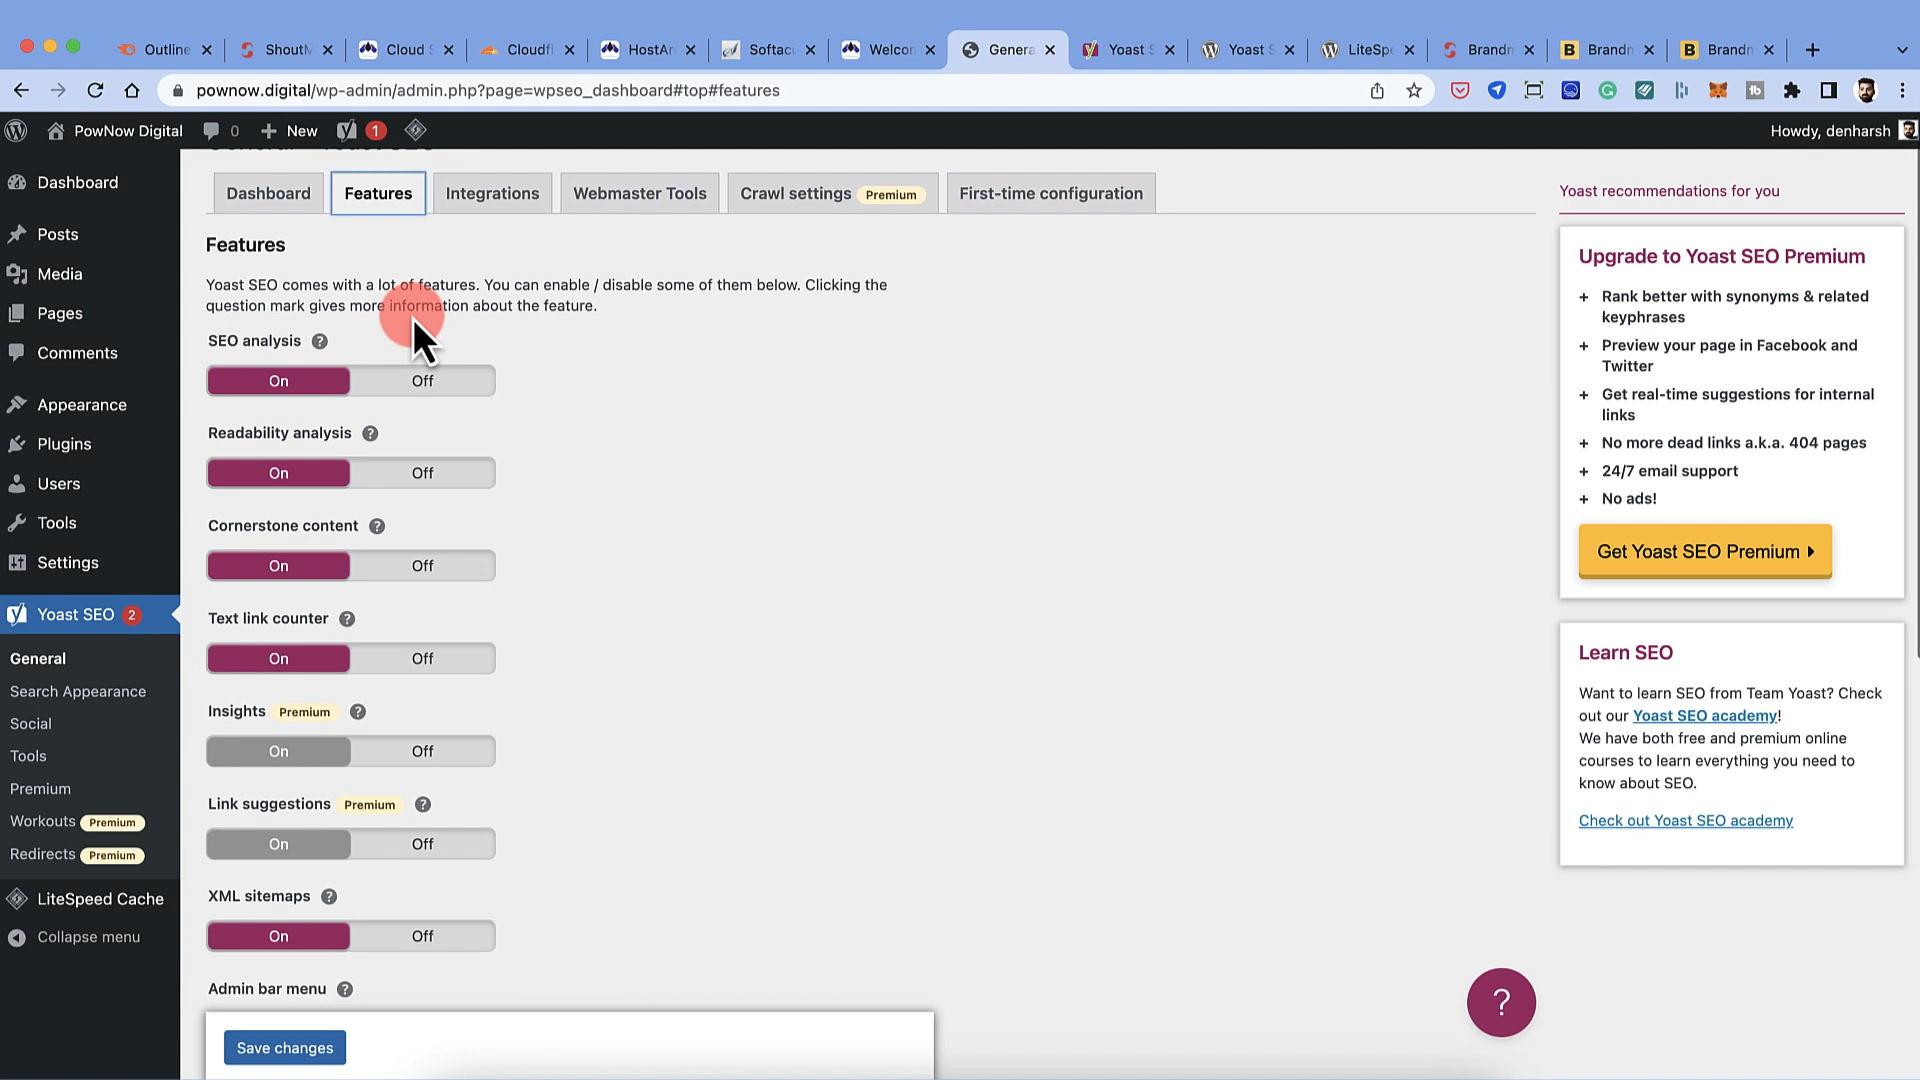 Outline
ShoutM
Cloud S
Cloudfl
HostAr
Softac
Welcon
Genera
Yoast S
Yoast S
LiteSpe
Brandn
Brandn
Brandn
pownow.digital/wp-admin/admin.php?page=wpseo_dashboard#top#features
PowNow Digital
0
New
1
Howdy, denharsh
Dashboard
Posts
Media
Pages
Comments
Appearance
Plugins
Users
Tools
Settings
Yoast SEO 2
General
Search Appearance
Social
Tools
Premium
Workouts Premium
Redirects Premium
LiteSpeed Cache
Collapse menu
Dashboard
Features
Integrations
Webmaster Tools
Crawl settings Premium
First-time configuration
Features
Yoast SEO comes with a lot of features. You can enable / disable some of them below. Clicking the
question mark gives more information about the feature.
SEO analysis ?
On Off
Readability analysis ?
On Off
Cornerstone content ?
On Off
Text link counter ?
On Off
Insights Premium ?
On Off
Link suggestions Premium ?
On Off
XML sitemaps ?
On Off
Admin bar menu ?
Save changes
Yoast recommendations for you
Upgrade to Yoast SEO Premium
+ Rank better with synonyms & related
keyphrases
+ Preview your page in Facebook and
Twitter
+ Get real-time suggestions for internal
links
+ No more dead links a.k.a. 404 pages
+ 24/7 email support
+ No ads!
Get Yoast SEO Premium
Learn SEO
Want to learn SEO from Team Yoast? Check
out our Yoast SEO academy!
We have both free and premium online
courses to learn everything you need to
know about SEO.
Check out Yoast SEO academy
?